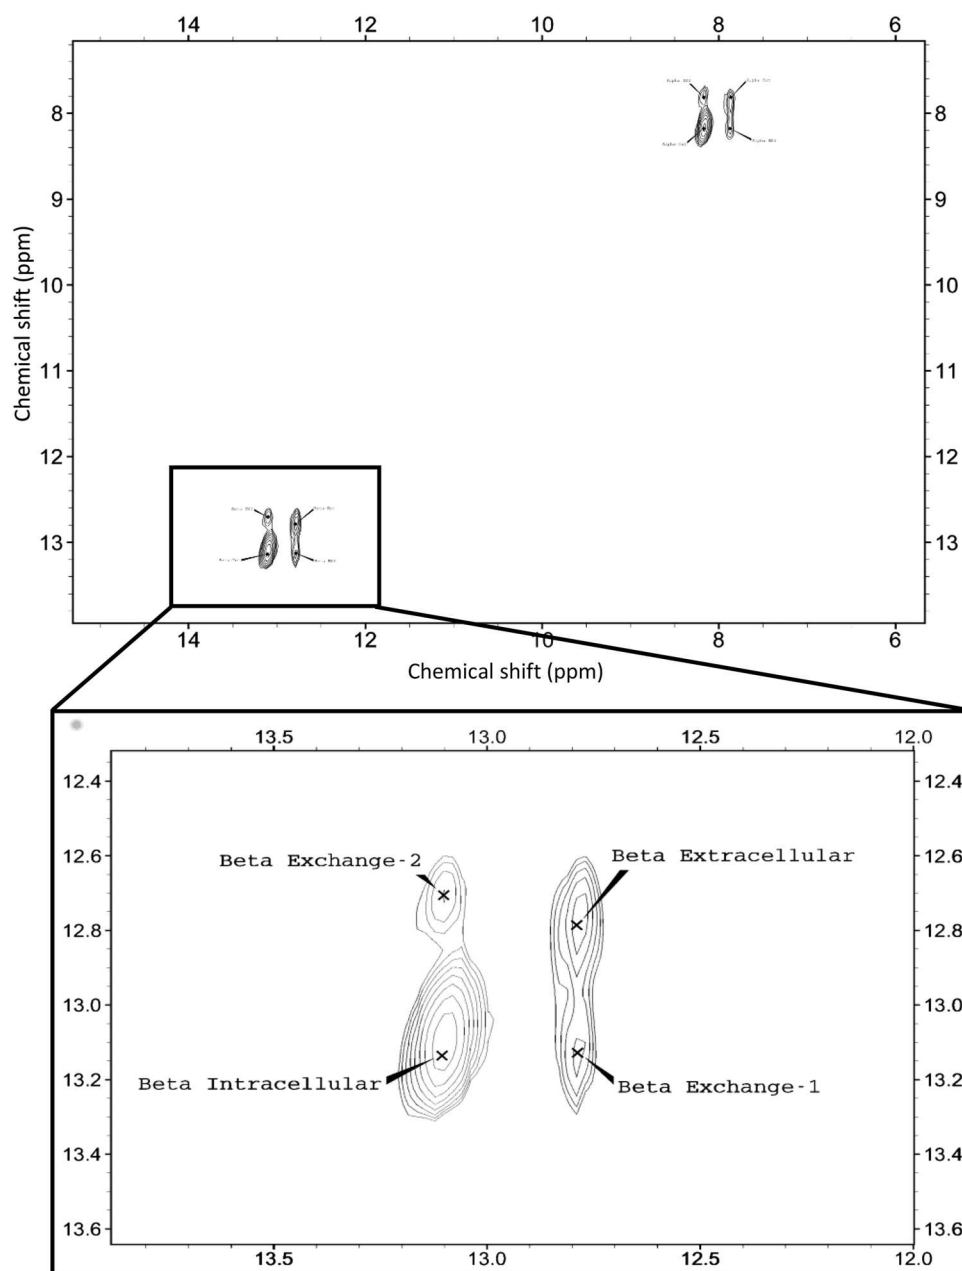 14 12 10 8 6
8 8
9 9
10 10
11 11
12 12
13 13
Chemical shift (ppm)
14 12 10 8 6
Chemical shift (ppm)
13.5 13.0 12.5 12.0
12.4 12.4
12.6 12.6
12.8 12.8
13.0 13.0
13.2 13.2
13.4 13.4
13.6 13.6
Beta Exchange-2
Beta Extracellular
Beta Intracellular
Beta Exchange-1
13.5 13.0 12.5 12.0